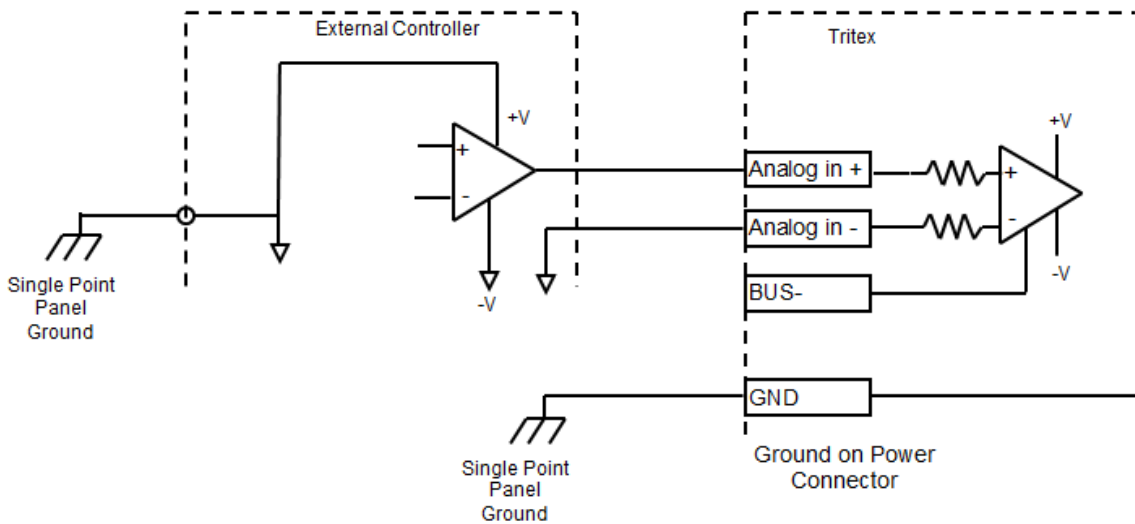 External Controller
Tritex
+V
+V
+
-
Analog in +
+
Analog in -
-
-V
-V
BUS-
Single Point
Panel
Ground
GND
Single Point
Panel
Ground
Ground on Power
Connector